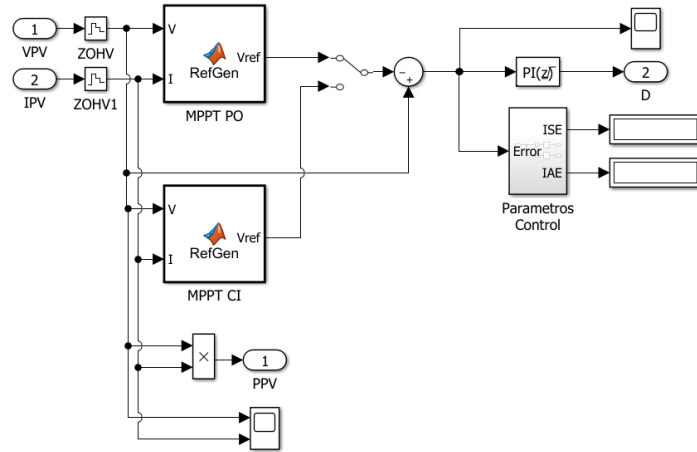 1
VPV
ZOHV
2
IPV
ZOHV1
V
I
RefGen
Vref
MPPT PO
-
+
PI(z)
2
D
Error
ISE
IAE
Parametros
Control
V
I
RefGen
Vref
MPPT CI
×
1
PPV